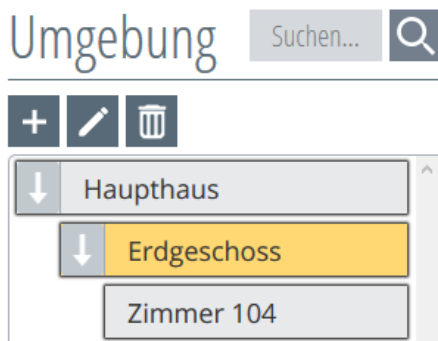 Umgebung
Suchen...
Haupthaus
Erdgeschoss
Zimmer 104